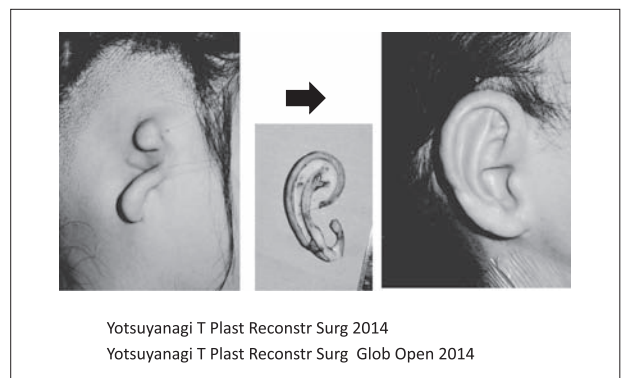 Yotsuyanagi T Plast Reconstr Surg 2014
Yotsuyanagi T Plast Reconstr Surg  Glob Open 2014